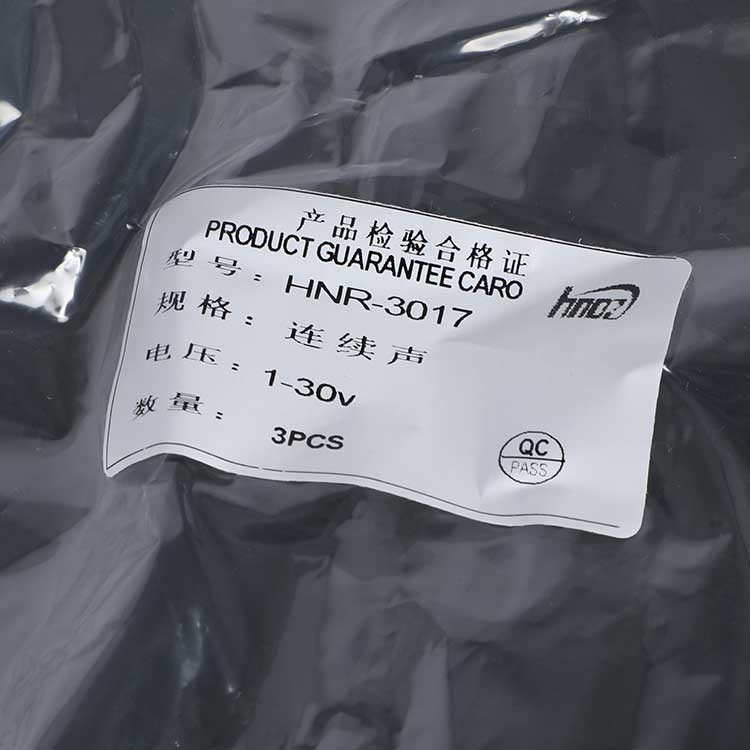 产品检验合格证
PRODUCT GUARANTEE CARO
hnoz
型号：HNR-3017
规格：连续声
电压：1-30v
数量：3PCS
QC
PASS